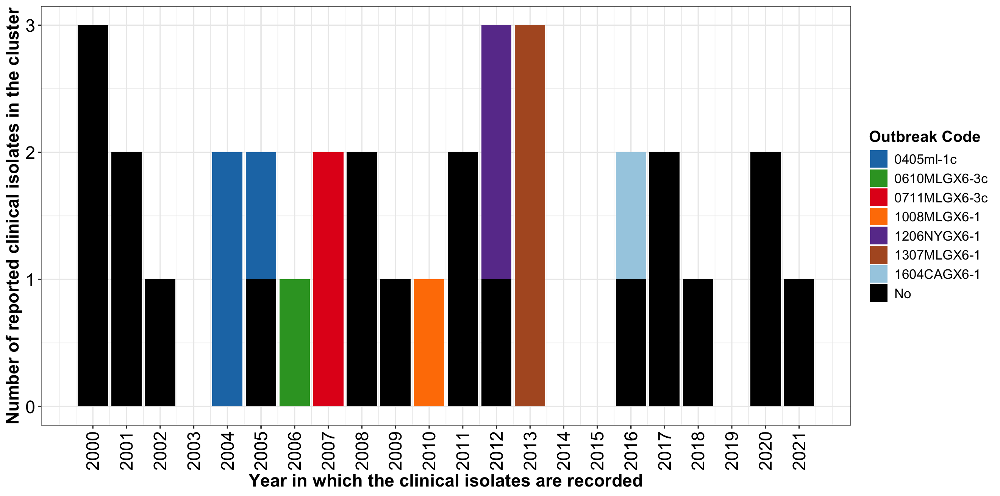 Number of reported clinical isolates in the cluster
3
2
1
0
2000
2001
2002
2003
2004
2005
2006
2007
2008
2009
2010
2011
2012
2013
2014
2015
2016
2017
2018
2019
2020
2021
Year in which the clinical isolates are recorded
Outbreak Code
0405ml-1c
0610MLGX6-3c
0711MLGX6-3c
1008MLGX6-1
1206NYGX6-1
1307MLGX6-1
1604CAGX6-1
No